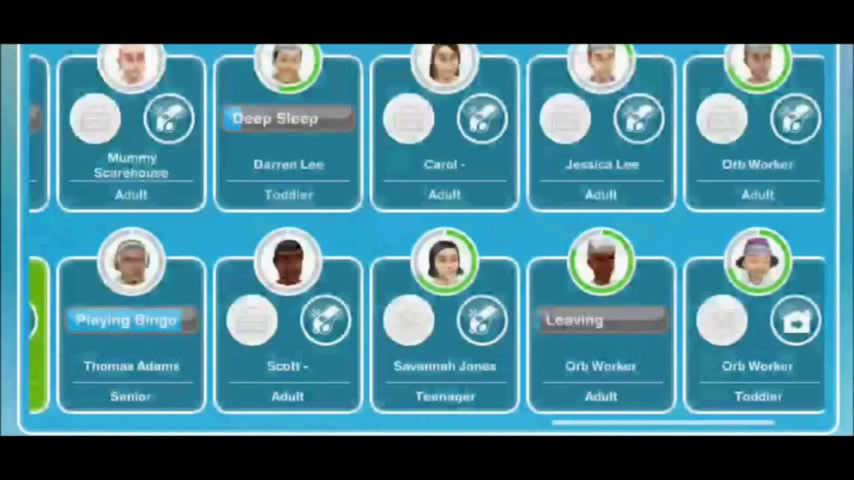 Deep Sleep
Mummy
Scarehouse
Darren Lee
Carol -
Jessica Lee
Orb Worker
Adult
Toddler
Adult
Adult
Adult
Playing Bingo
Leaving
Thomas Adams
Scott -
Savannah Jones
Orb Worker
Orb Worker
Senior
Adult
Teenager
Adult
Toddler